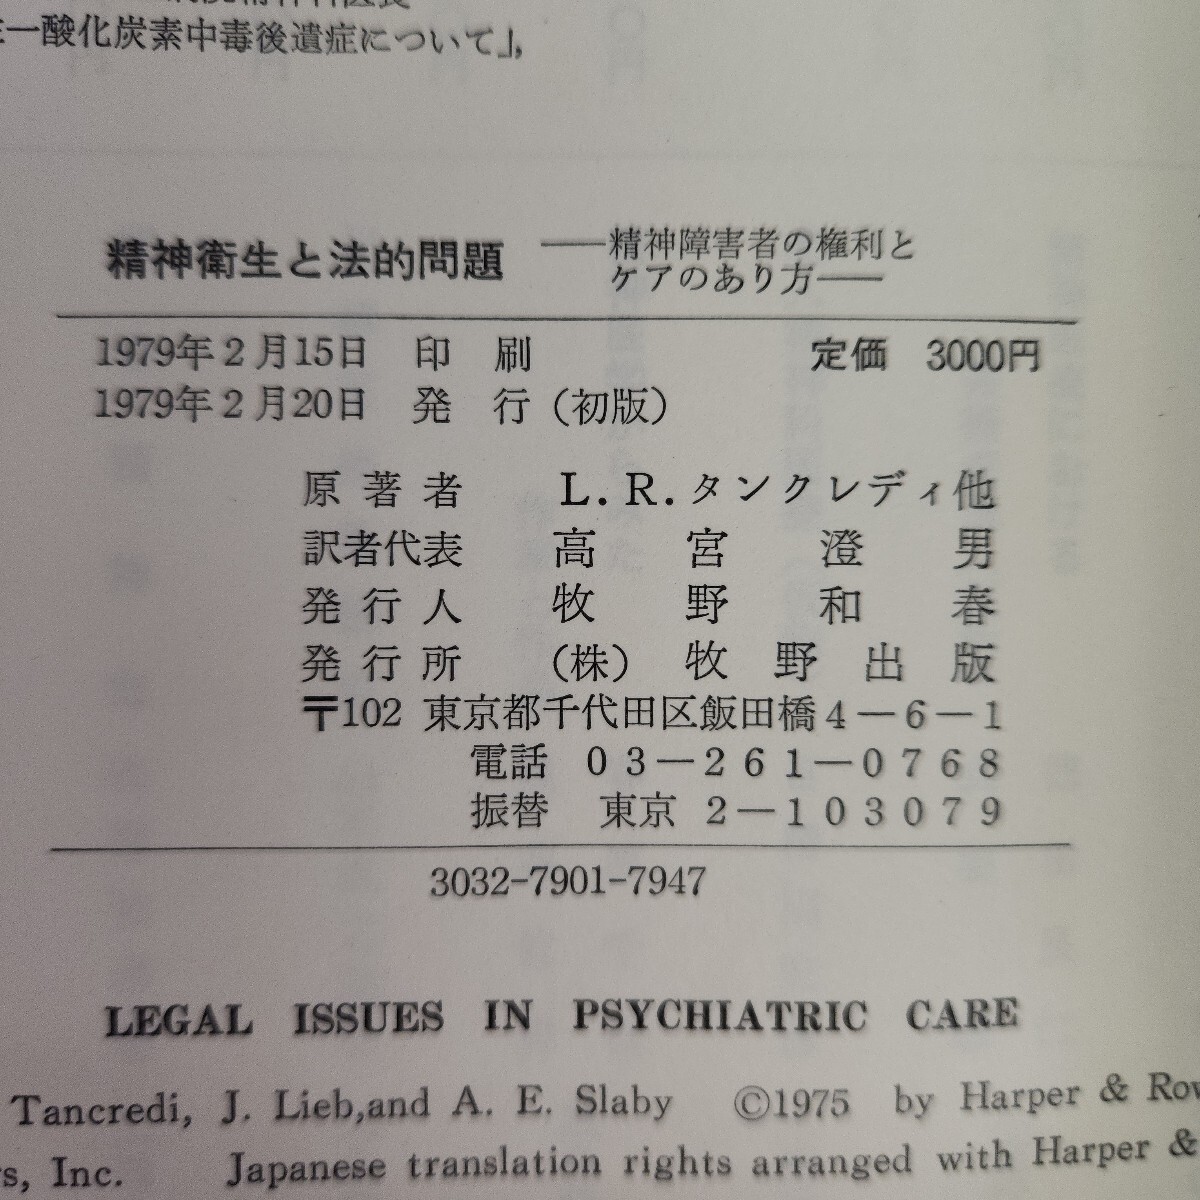 一酸化炭素中毒後遺症について』，
精神衛生と法的問題 ――精神障害者の権利と
ケアのあり方――
1979年2月15日 印 刷 定価 3000円
1979年2月20日 発 行（初版）
原 著 者 L．R．タンクレディ他
訳者代表 高 宮 澄 男
発 行 人 牧 野 和 春
発 行 所 （株） 牧 野 出 版
〒102 東京都千代田区飯田橋4―6―1
電話 03―261―0768
振替 東京 2―103079
3032-7901-7947
LEGAL ISSUES IN PSYCHIATRIC CARE
Tancredi, J. Lieb,and A. E. Slaby ©1975 by Harper & Row
s, Inc. Japanese translation rights arranged with Harper &